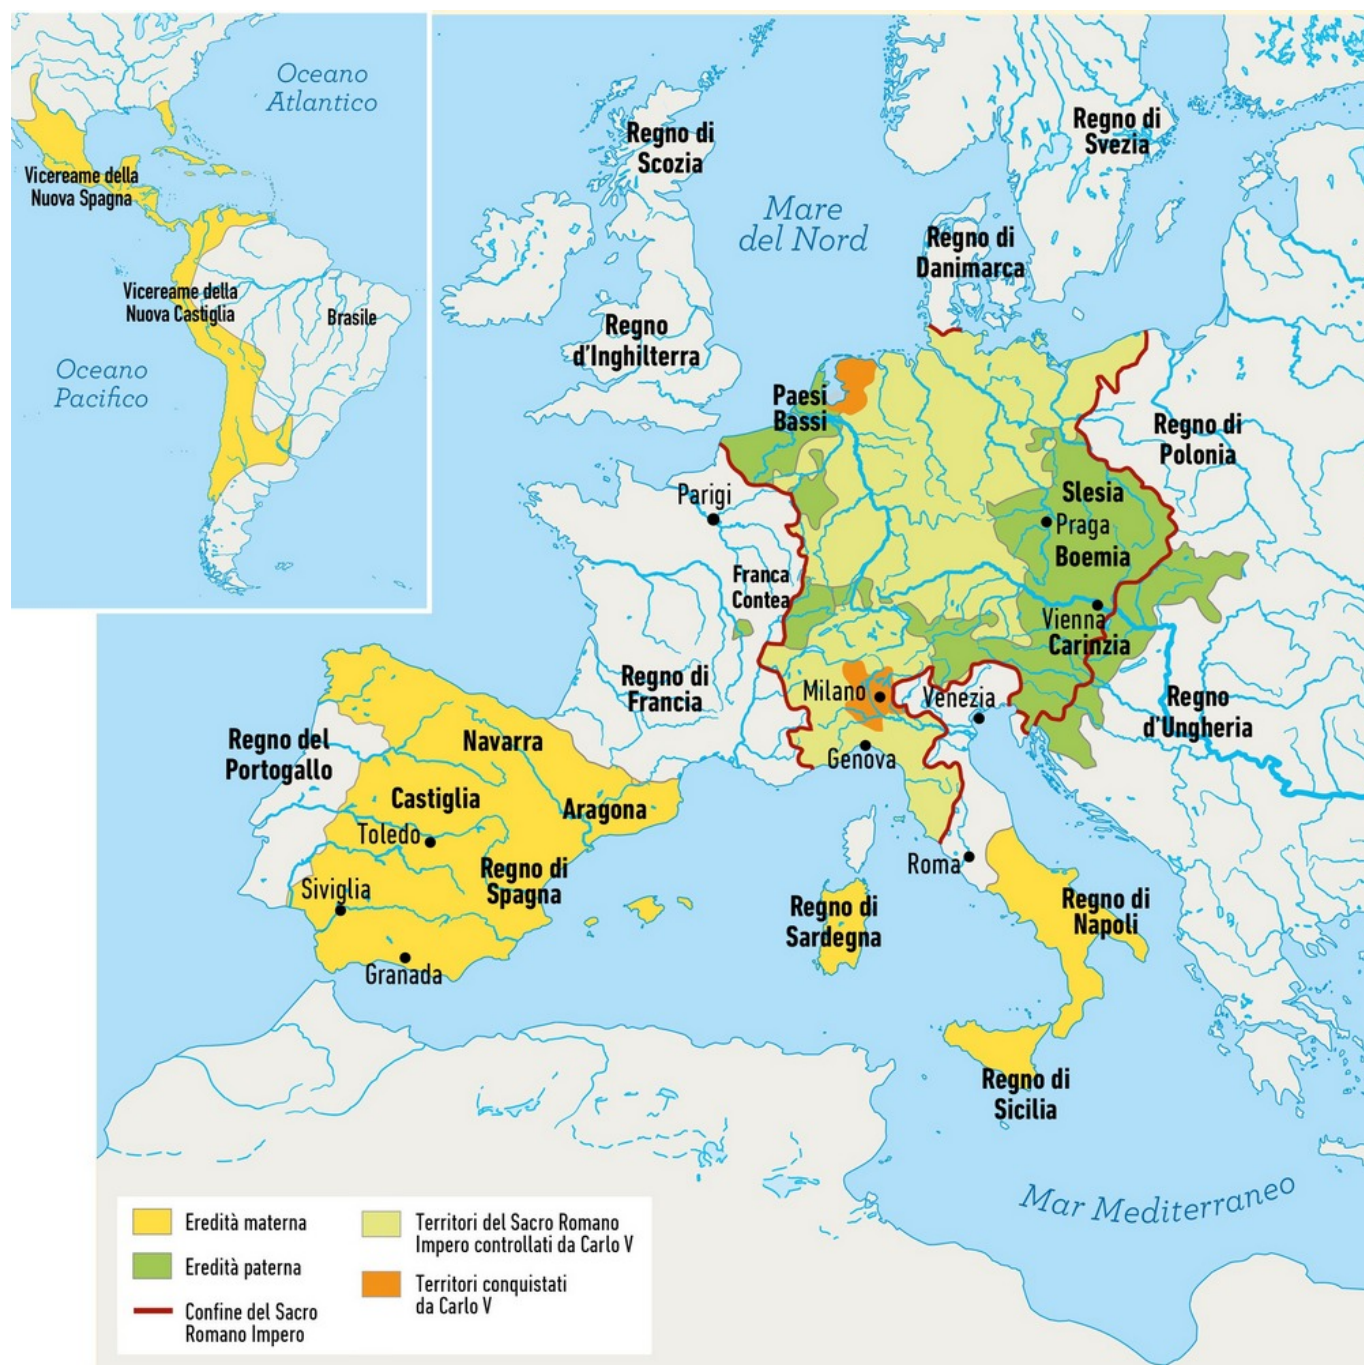 Oceano
Atlantico
Vicereame della
Nuova Spagna
Vicereame della
Nuova Castiglia
Brasile
Oceano
Pacifico
Regno di
Scozia
Regno di
Svezia
Mare
del Nord
Regno di
Danimarca
Regno
d'Inghilterra
Paesi
Bassi
Regno di
Polonia
Parigi
Slesia
Praga
Boemia
Franca
Contea
Vienna
Carinzia
Regno di
Francia
Milano
Venezia
Regno
d'Ungheria
Genova
Regno del
Portogallo
Navarra
Castiglia
Aragona
Toledo
Regno di
Spagna
Siviglia
Granada
Roma
Regno di
Sardegna
Regno di
Napoli
Regno di
Sicilia
Mar Mediterraneo
Eredità materna
Eredità paterna
Confine del Sacro
Romano Impero
Territori del Sacro Romano
Impero controllati da Carlo V
Territori conquistati
da Carlo V